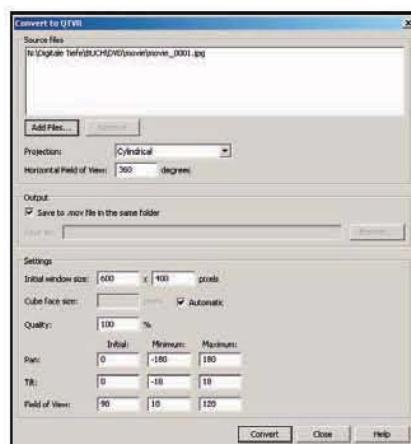 Convert to QTVR
Source files
N:\Digitale Tiefe\BUCH\DVD\movie\movie_0001.jpg
Add Files...
Remove
Projection: Cylindrical
Horizontal Field of View: 360 degrees
Output
Save to .mov file in the same folder
Settings
Initial window size: 600 x 400 pixels
Cube face size: pixels Automatic
Quality: 100 %
Initial: Minimum: Maximum:
Pan: 0 -180 180
Tilt: 0 -18 18
Field of View: 90 10 120
Convert Close Help